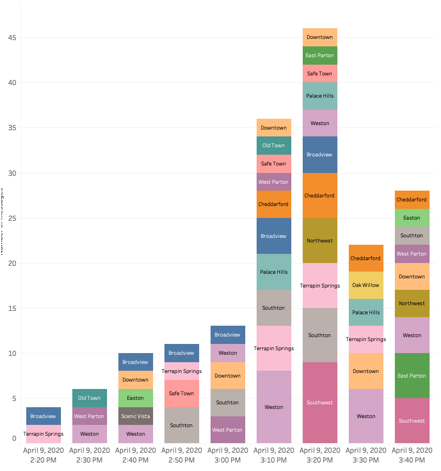 45
40
35
30
25
20
15
10
5
0
Broadview
Terrapin Springs
Old Town
West Parton
Weston
Broadview
Downtown
Easton
Scenic Vista
Weston
Broadview
Terrapin Springs
Safe Town
Southton
Broadview
Weston
Downtown
Southton
West Parton
Downtown
Old Town
Safe Town
West Parton
Cheddarford
Broadview
Palace Hills
Southton
Terrapin Springs
Weston
Downtown
East Parton
Safe Town
Palace Hills
Weston
Broadview
Cheddarford
Northwest
Terrapin Springs
Southton
Southwest
Cheddarford
Oak Willow
Palace Hills
Terrapin Springs
Downtown
Weston
Cheddarford
Easton
Southton
West Parton
Downtown
Northwest
Weston
East Parton
Southwest
April 9, 2020
2:20 PM
April 9, 2020
2:30 PM
April 9, 2020
2:40 PM
April 9, 2020
2:50 PM
April 9, 2020
3:00 PM
April 9, 2020
3:10 PM
April 9, 2020
3:20 PM
April 9, 2020
3:30 PM
April 9, 2020
3:40 PM